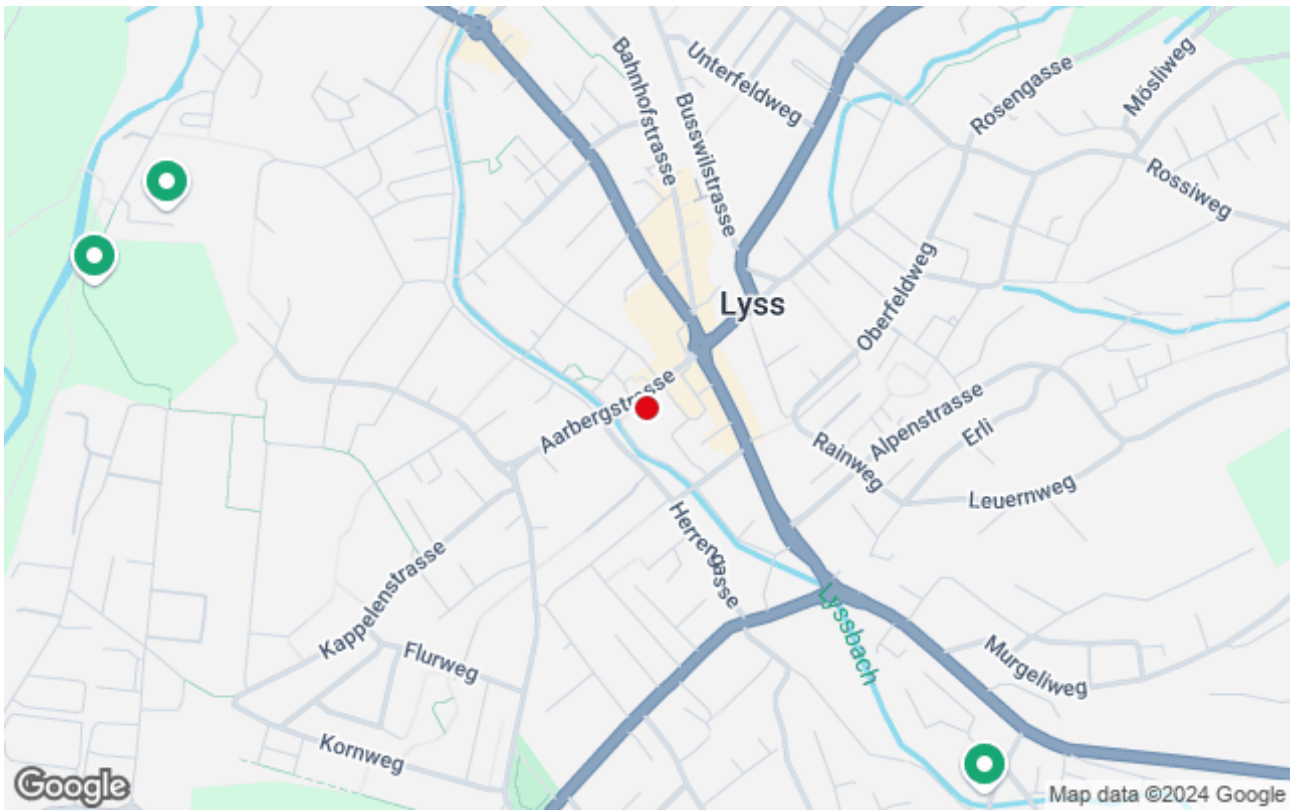 Bahnhofstrasse
Unterfeldweg
Busswilstrasse
Rosengasse
Mösliweg
Rossiweg
Lyss
Oberfeldweg
Aarbergstrasse
Alpenstrasse
Erli
Rainweg
Leuernweg
Herrengasse
Kappelenstrasse
Lyssbach
Flurweg
Murgeliweg
Kornweg
Google
Map data ©2024 Google